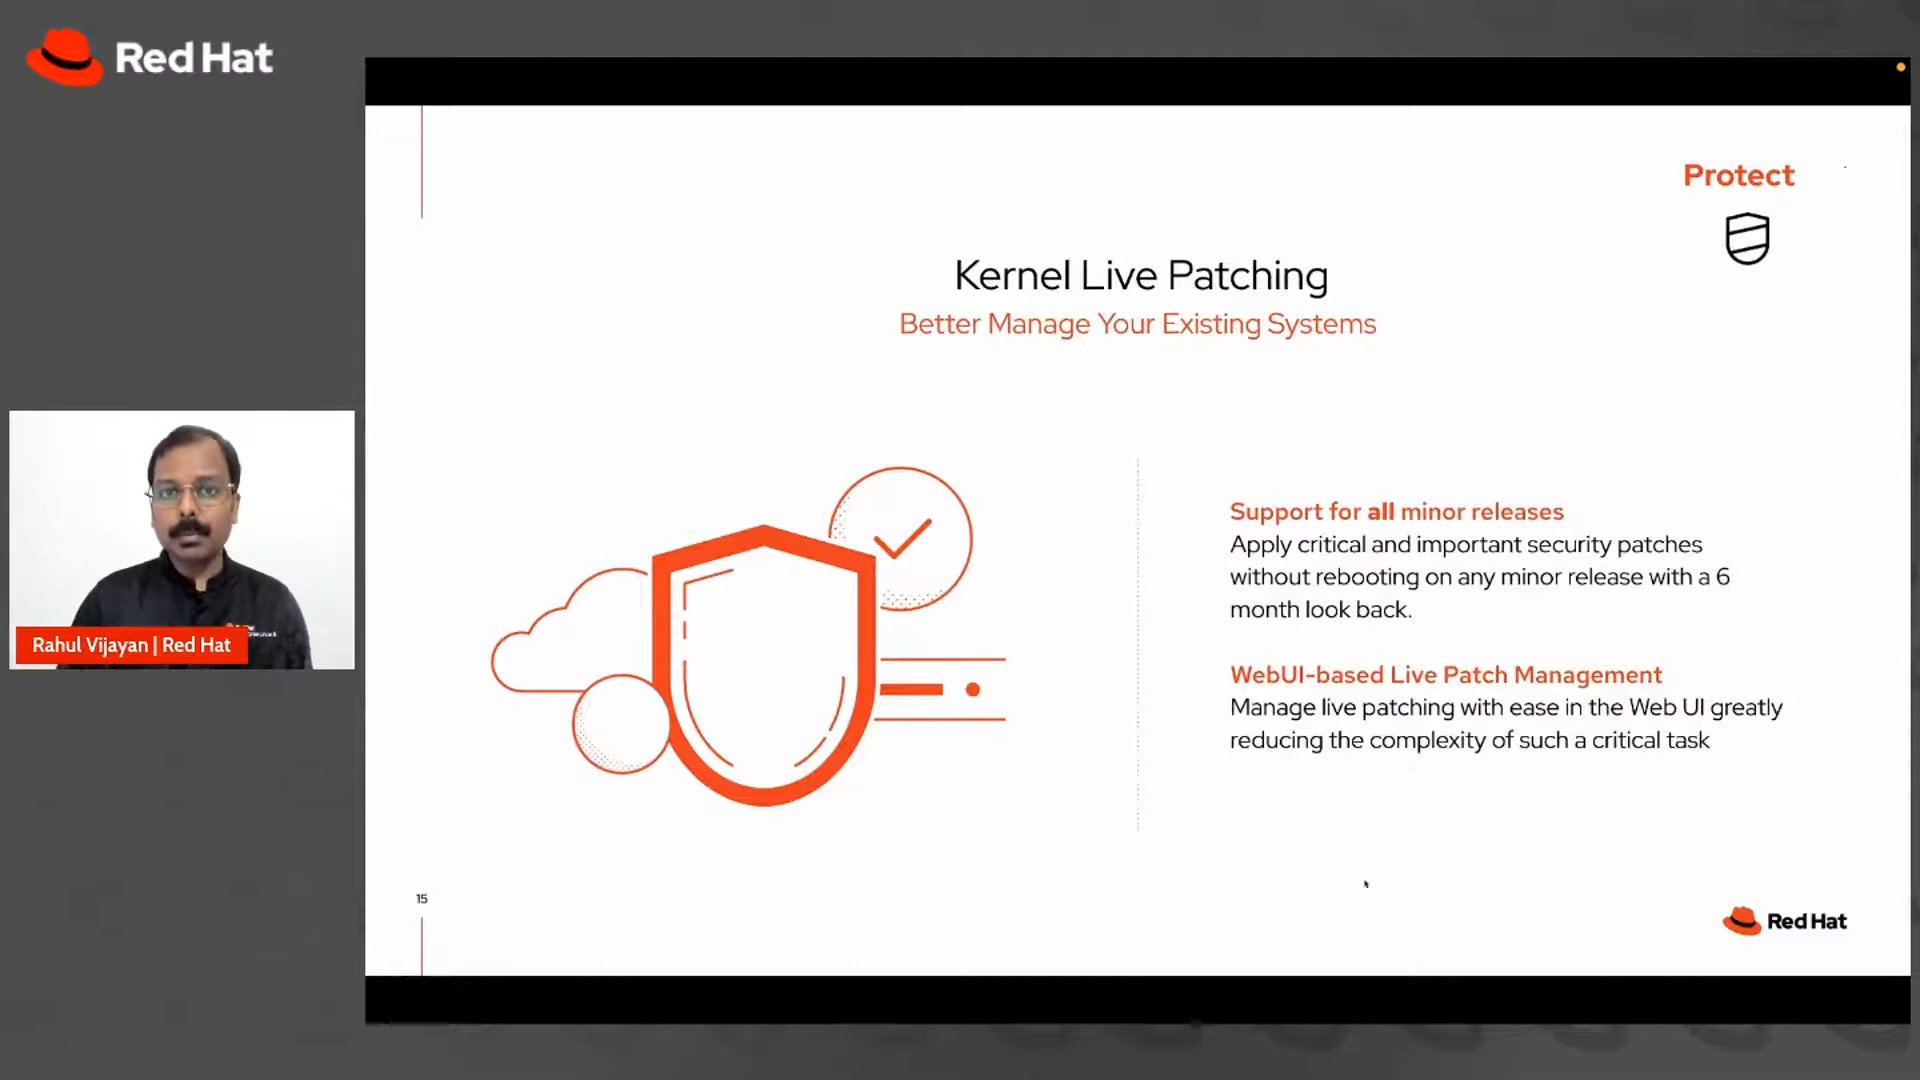 Red Hat
Protect
Kernel Live Patching
Better Manage Your Existing Systems
Support for all minor releases
Apply critical and important security patches
without rebooting on any minor release with a 6
month look back.
WebUI-based Live Patch Management
Manage live patching with ease in the Web UI greatly
reducing the complexity of such a critical task
Rahul Vijayan | Red Hat
15
Red Hat